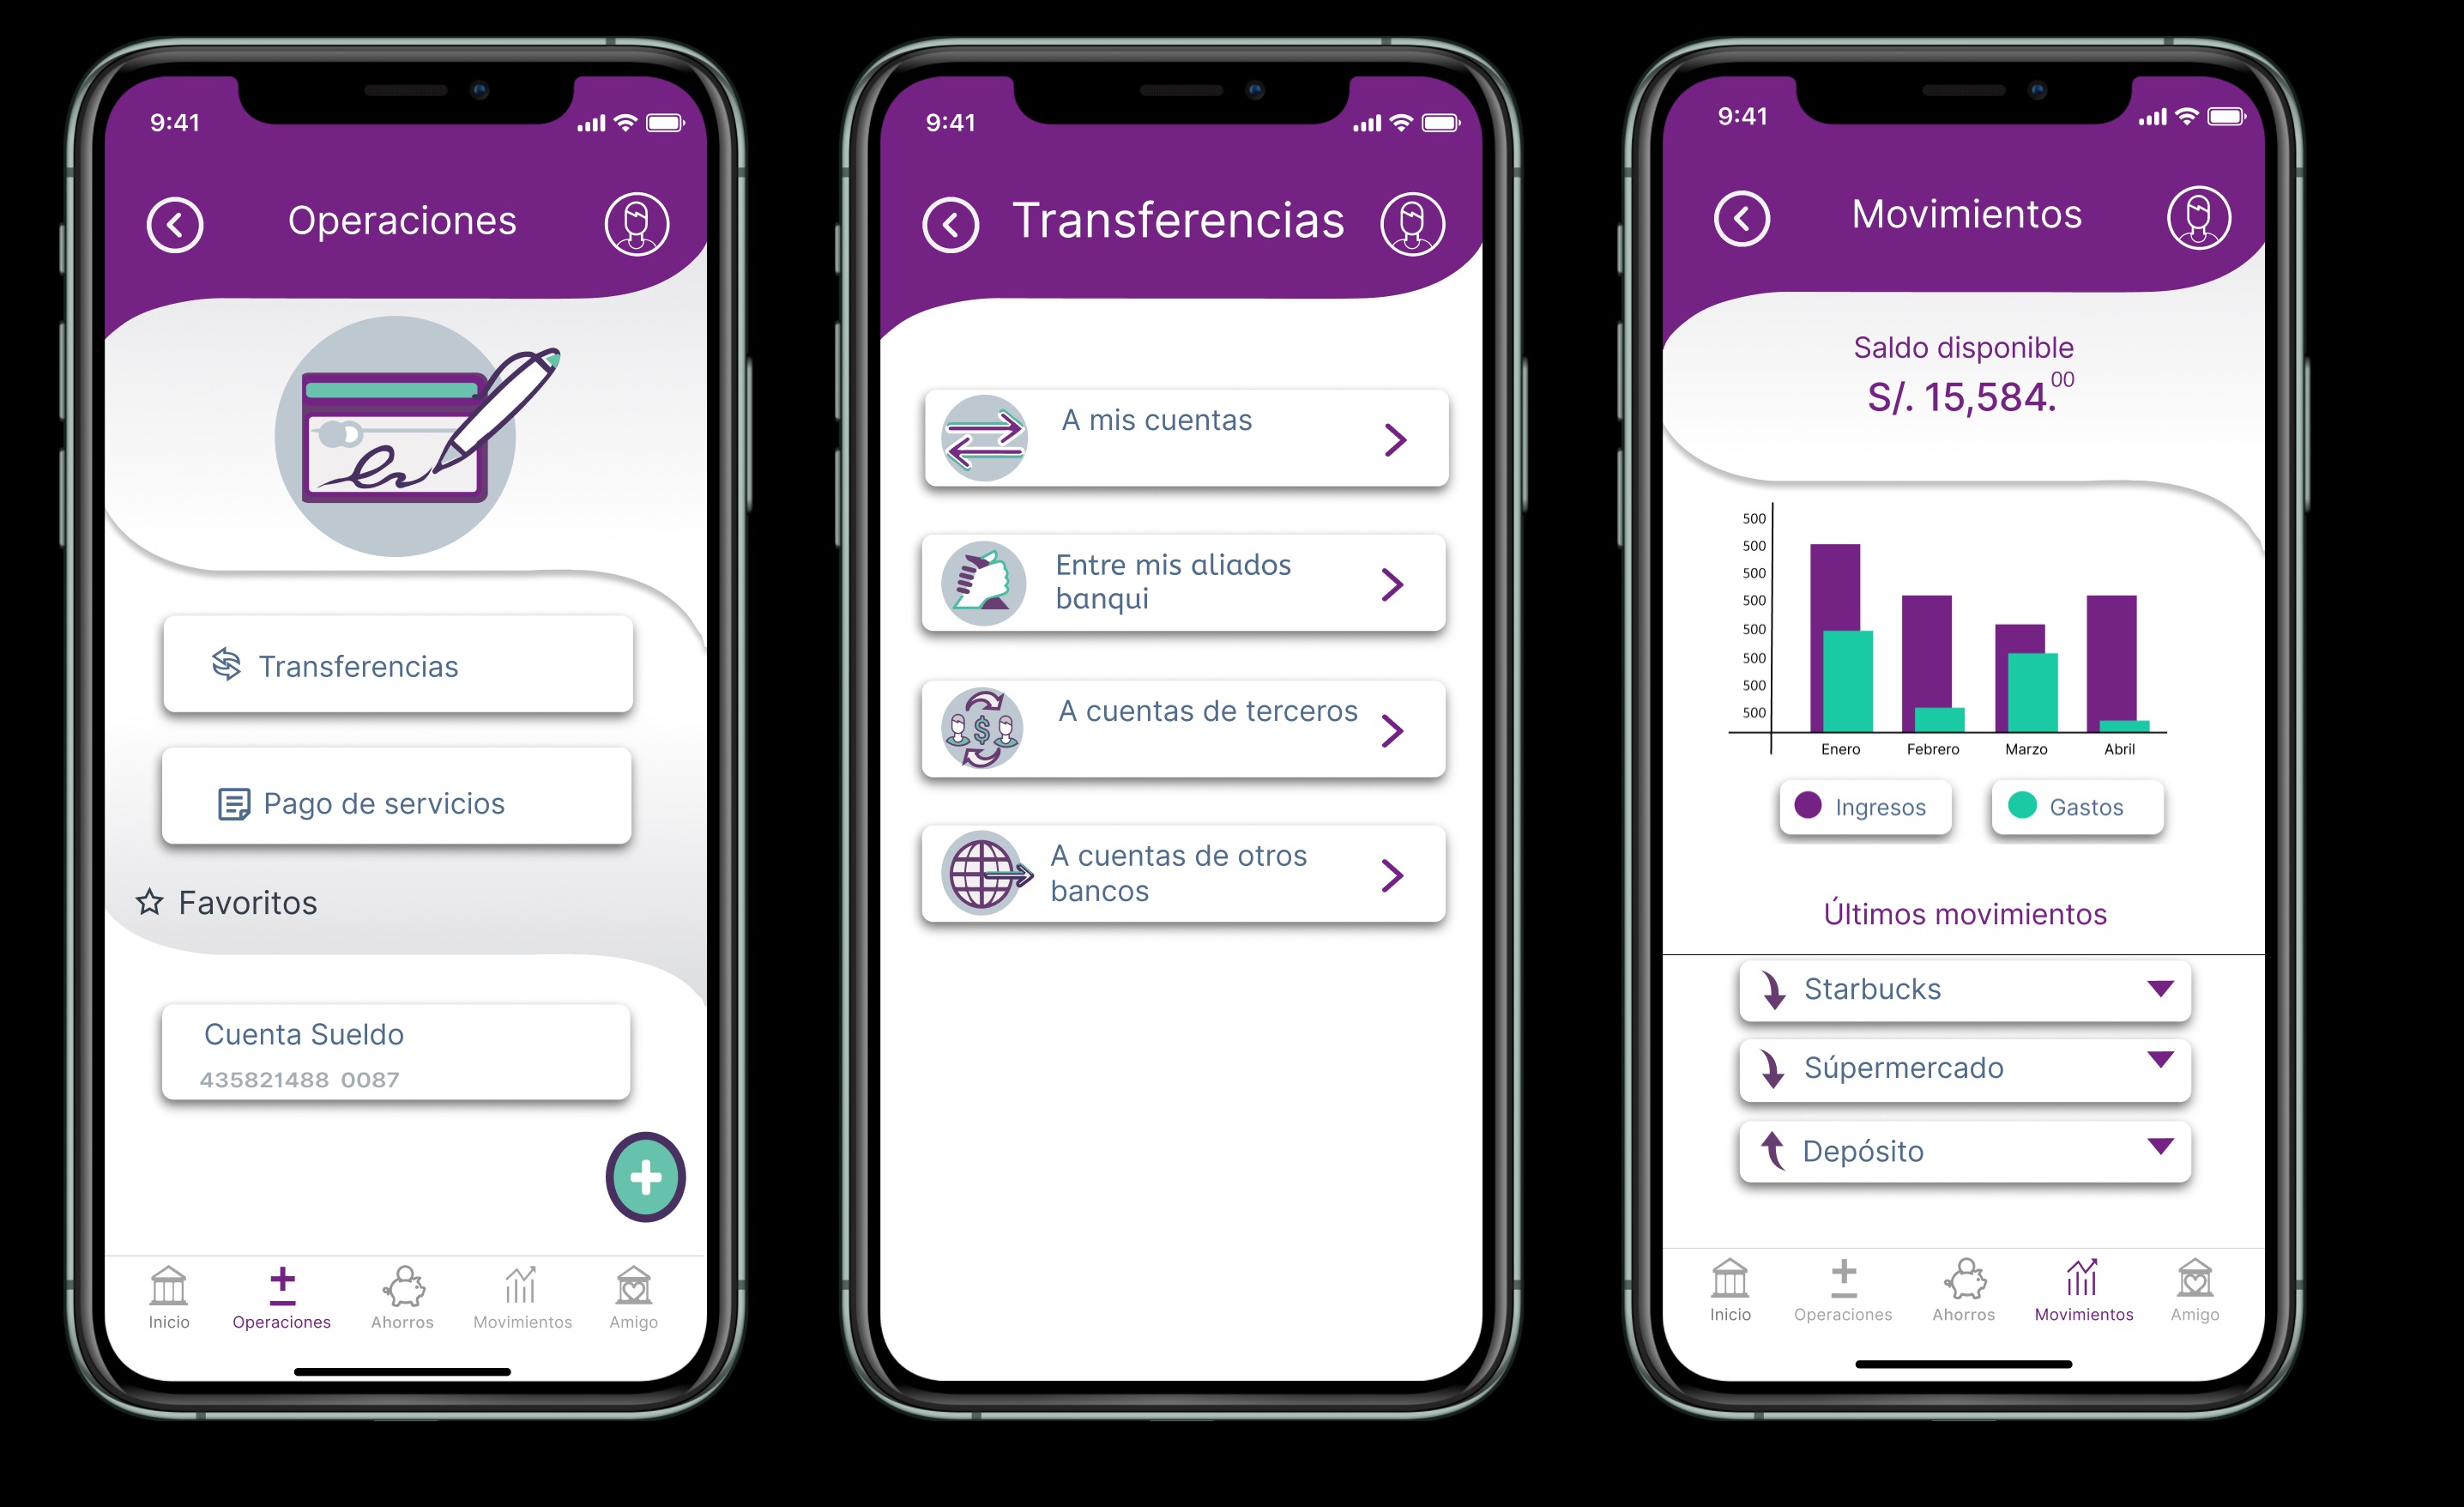 9:41
Operaciones
Transferencias
Pago de servicios
Favoritos
Cuenta Sueldo
435821488 0087
Inicio
Operaciones
Ahorros
Movimientos
Amigo
9:41
Transferencias
A mis cuentas
Entre mis aliados
banqui
A cuentas de terceros
$
A cuentas de otros
bancos
9:41
Movimientos
Saldo disponible
S/. 15,584.00
500
500
500
500
500
500
500
500
Enero
Febrero
Marzo
Abril
Ingresos
Gastos
Últimos movimientos
Starbucks
Súpermercado
Depósito
Inicio
Operaciones
Ahorros
Movimientos
Amigo